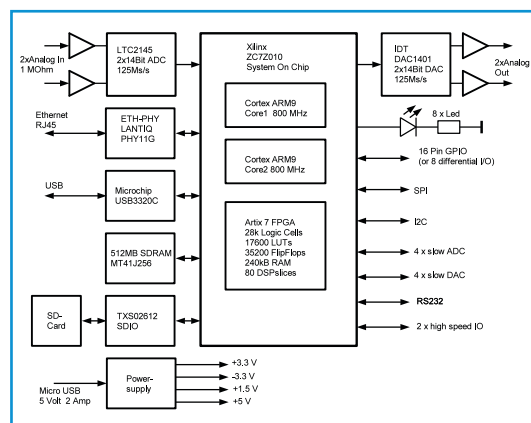 2xAnalog In
1 MOhm
LTC2145
2x14Bit ADC
125Ms/s
Xilinx
ZC7Z010
System On Chip
IDT
DAC1401
2x14Bit DAC
125Ms/s
2xAnalog
Out
Cortex ARM9
Core1 800 MHz
8 x Led
Ethernet
RJ45
ETH-PHY
LANTIQ
PHY11G
16 Pin GPIO
(or 8 differential I/O)
Cortex ARM9
Core2 800 MHz
USB
Microchip
USB3320C
SPI
Artix 7 FPGA
28k Logic Cells
17600 LUTs
35200 FlipFlops
240kB RAM
80 DSPslices
I2C
512MB SDRAM
MT41J256
4 x slow ADC
4 x slow DAC
SD-
Card
TXS02612
SDIO
RS232
2 x high speed IO
Micro USB
5 Volt 2 Amp
Power-
supply
+3.3 V
-3.3 V
+1.5 V
+5 V